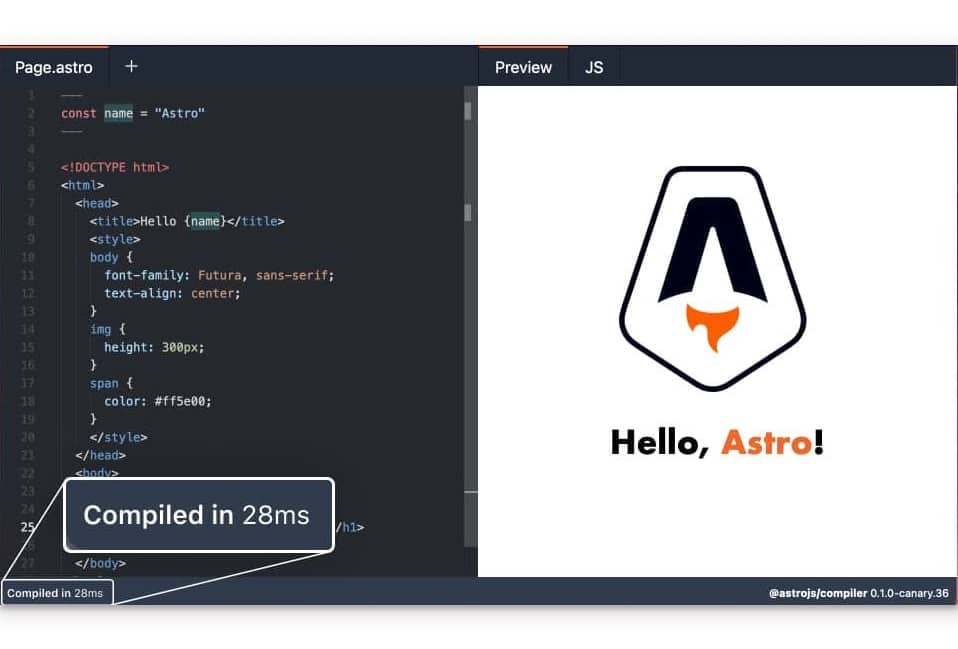 Page.astro +
Preview JS
1 ---
2 const name = "Astro"
3 ---
4
5 <!DOCTYPE html>
6 <html>
7 <head>
8 <title>Hello {name}</title>
9 <style>
10 body {
11 font-family: Futura, sans-serif;
12 text-align: center;
13 }
14 img {
15 height: 300px;
16 }
17 span {
18 color: #ff5e00;
19 }
20 </style>
21 </head>
22 <body>
23
24
25 /h1>
26
27 </body>
Compiled in 28ms
Compiled in 28ms
Hello, Astro!
@astrojs/compiler 0.1.0-canary.36